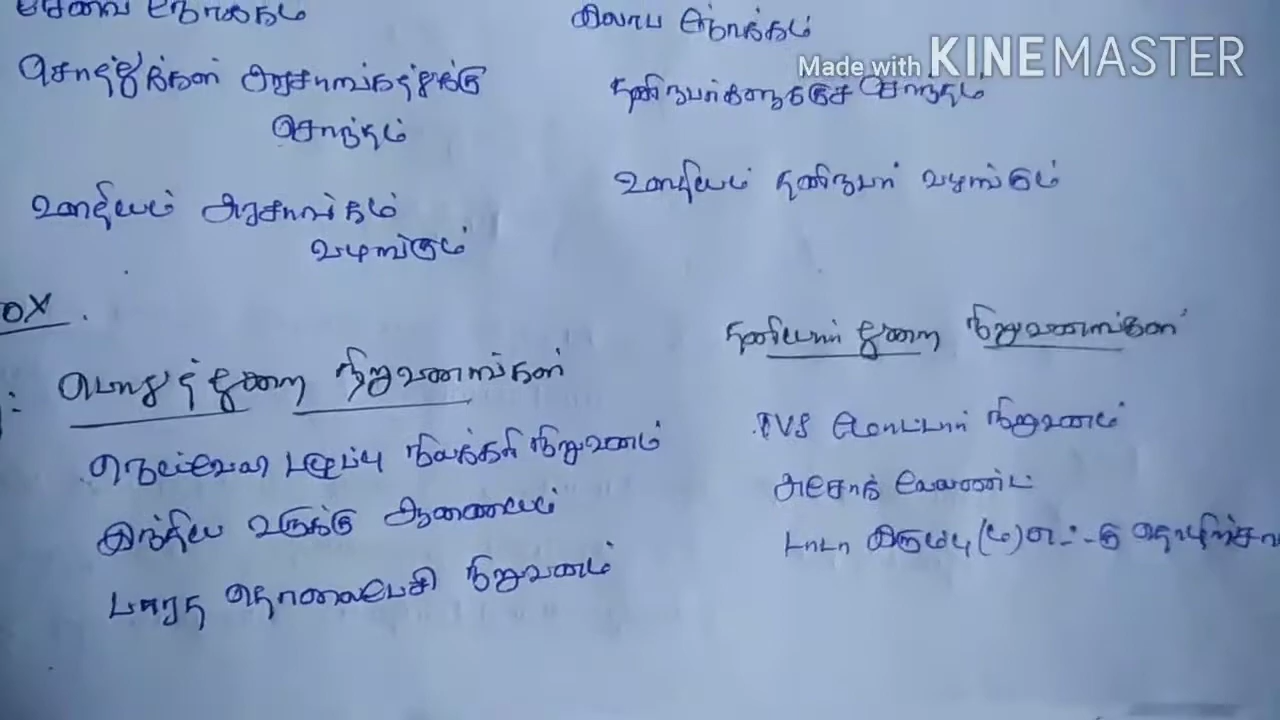 சேவை நோக்கம்
இலாப நோக்கம்
Made with KINEMASTER
சொத்துக்கள் அரசாங்கத்துக்கு
சொந்தம்
தனிநபர்களுக்குச் சொந்தம்
ஊதியம் அரசாங்கம்
வழங்கும்
ஊதியம் தனிநபர் வழங்கும்
OX.
பொதுத்துறை நிறுவனங்கள்
நெய்வேலி பழுப்பு நிலக்கரி நிறுவனம்
இந்திய உருக்கு ஆணையம்
பாரத தொலைபேசி நிறுவனம்
தனியார் துறை நிறுவனங்கள்
TVS மோட்டார் நிறுவனம்
அசோக் லேலண்ட்
டாடா இரும்பு (ம) எஃகு